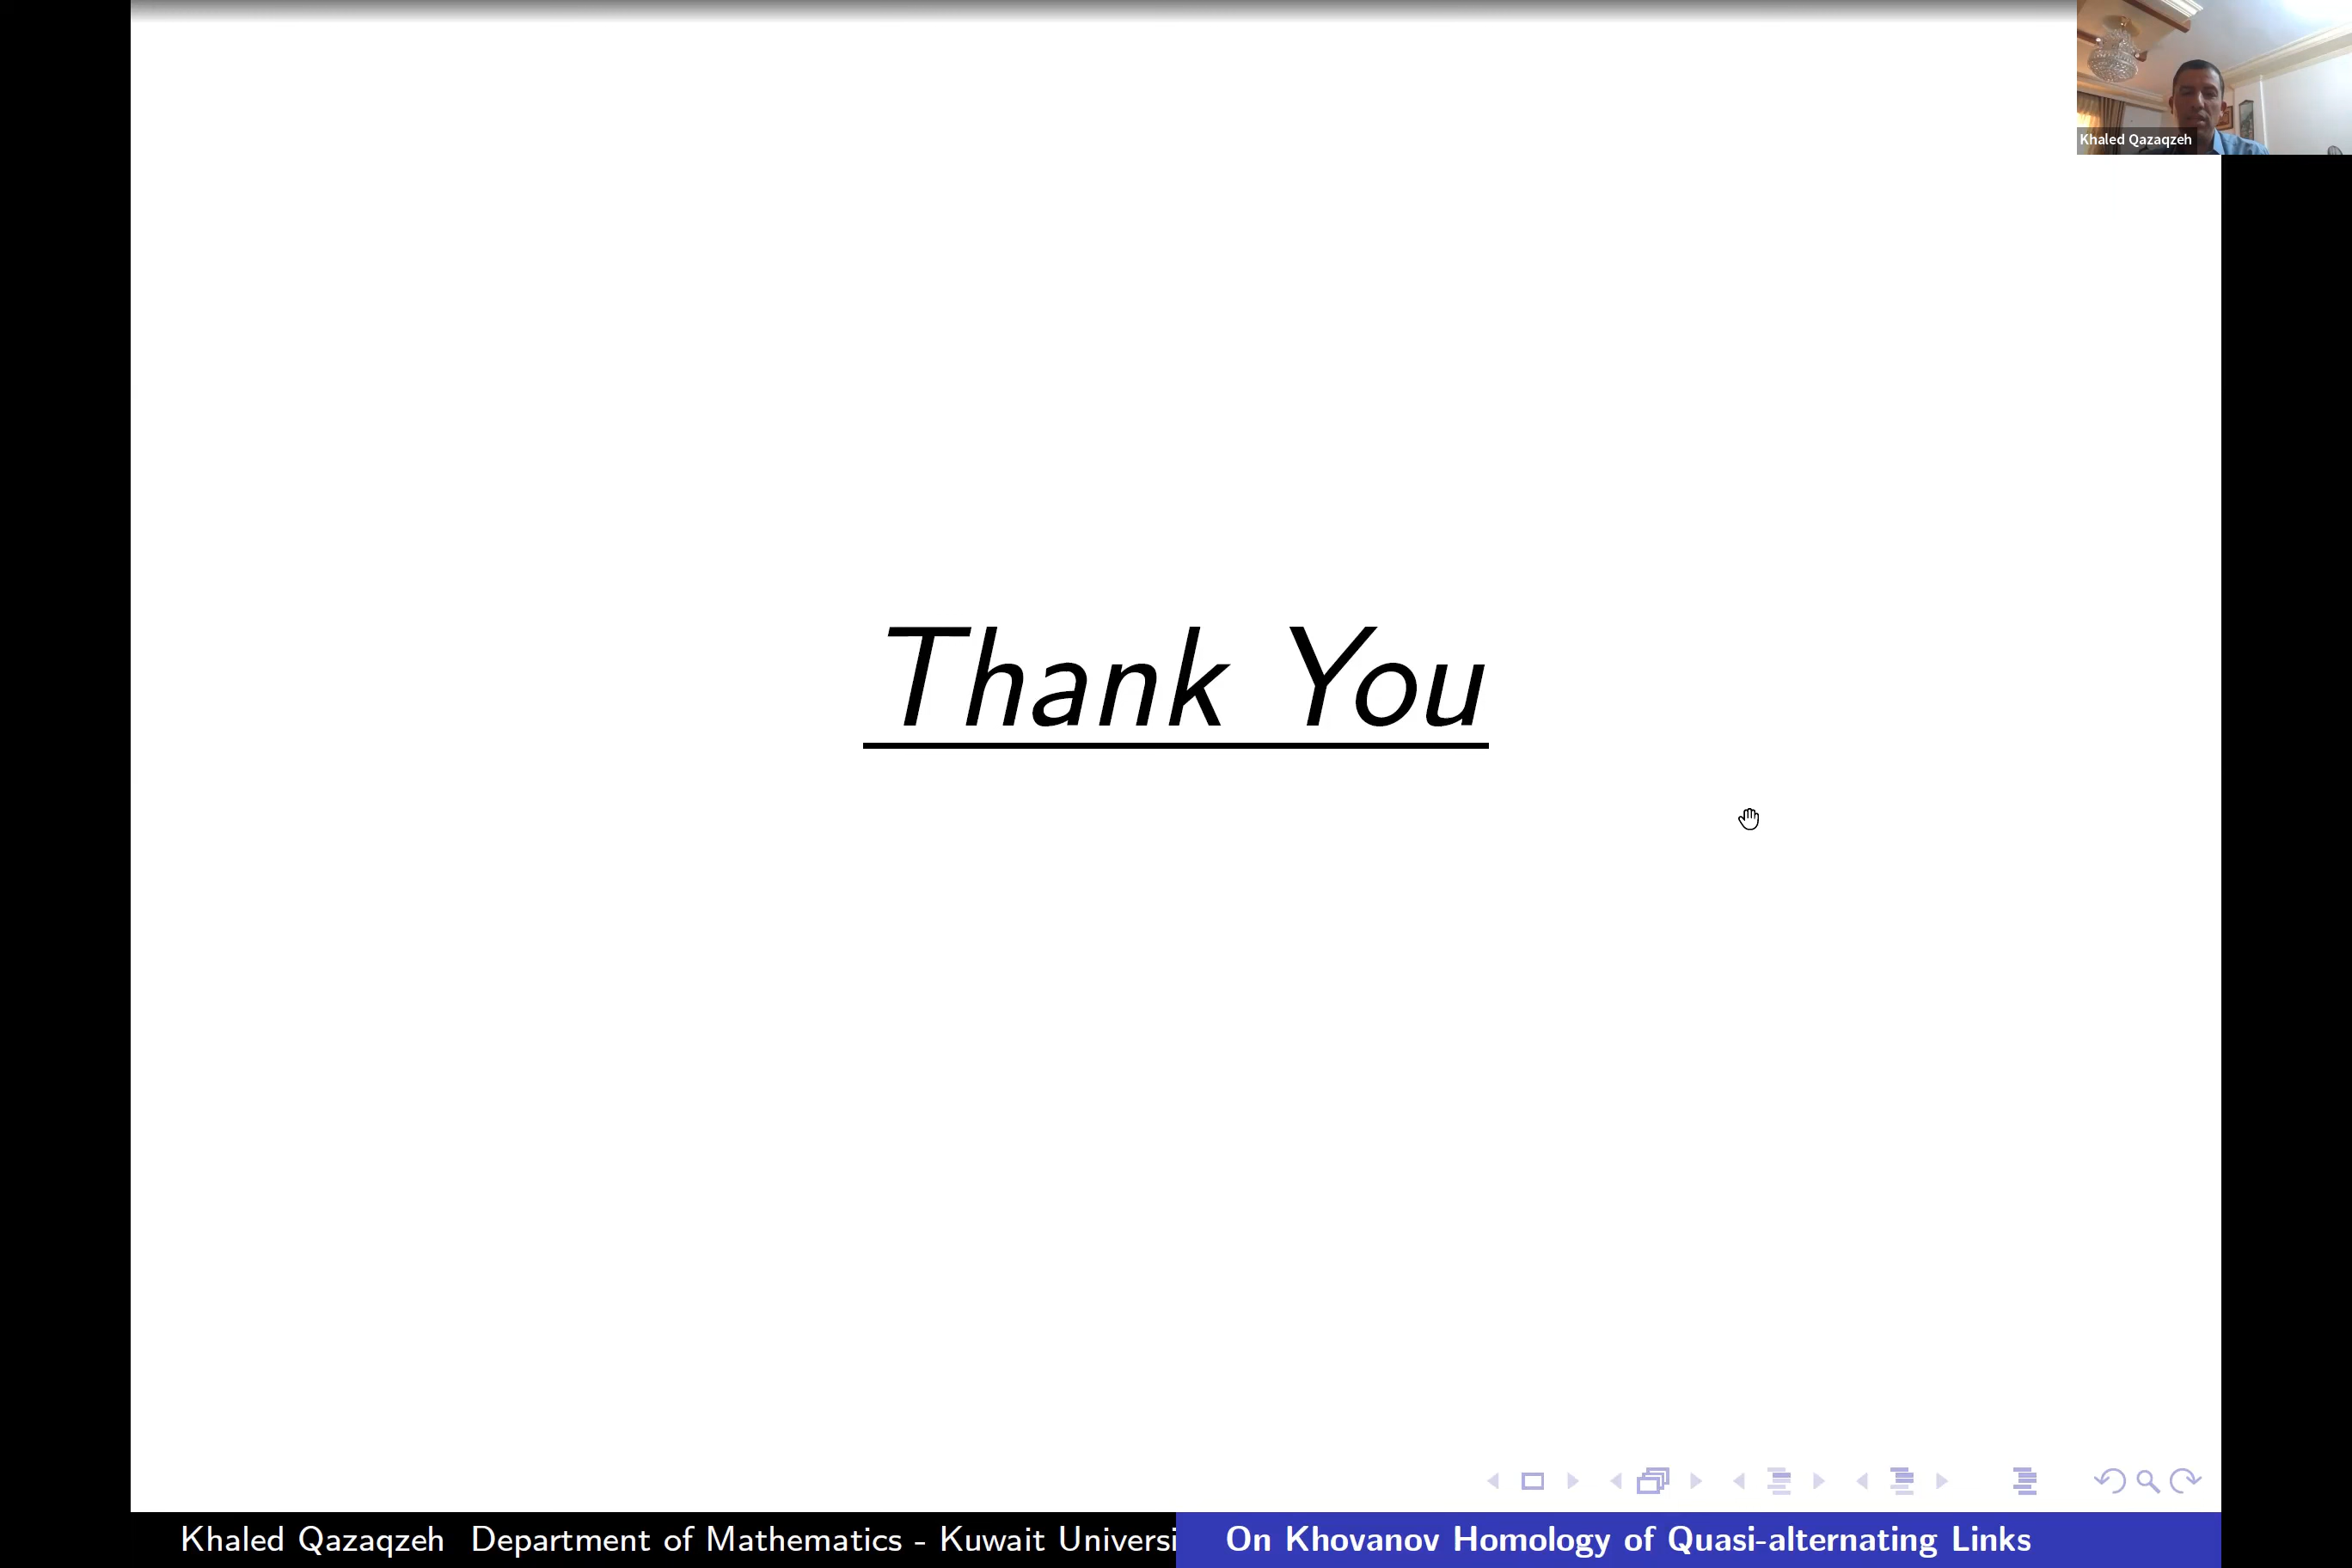 Khaled Qazaqzeh
Thank You
Khaled Qazaqzeh Department of Mathematics - Kuwait Universi
On Khovanov Homology of Quasi-alternating Links